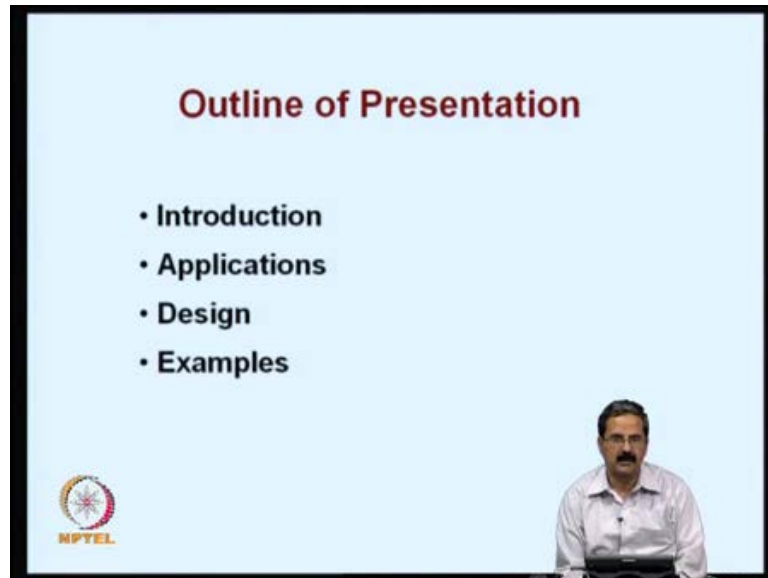 Outline of Presentation
• Introduction
• Applications
• Design
• Examples
NPTEL